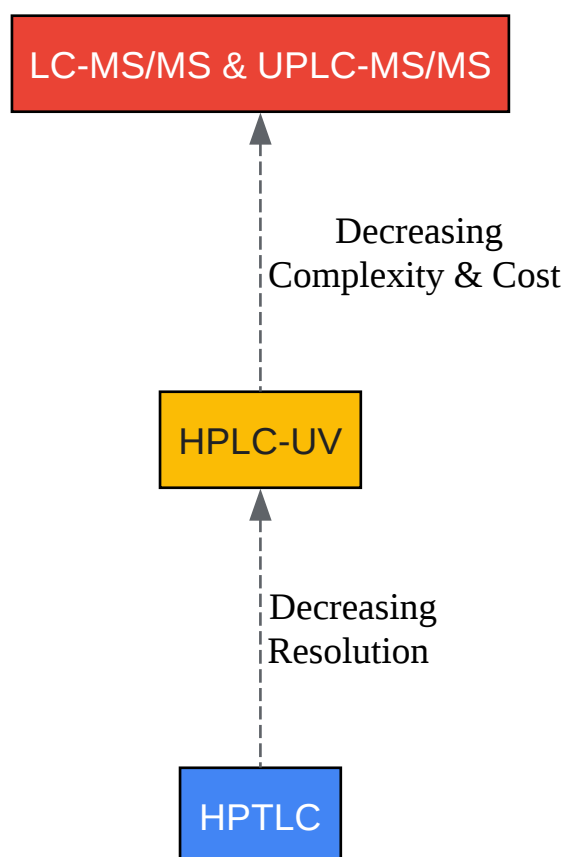 LC-MS/MS & UPLC-MS/MS
Decreasing
Complexity & Cost
HPLC-UV
Decreasing
Resolution
HPTLC